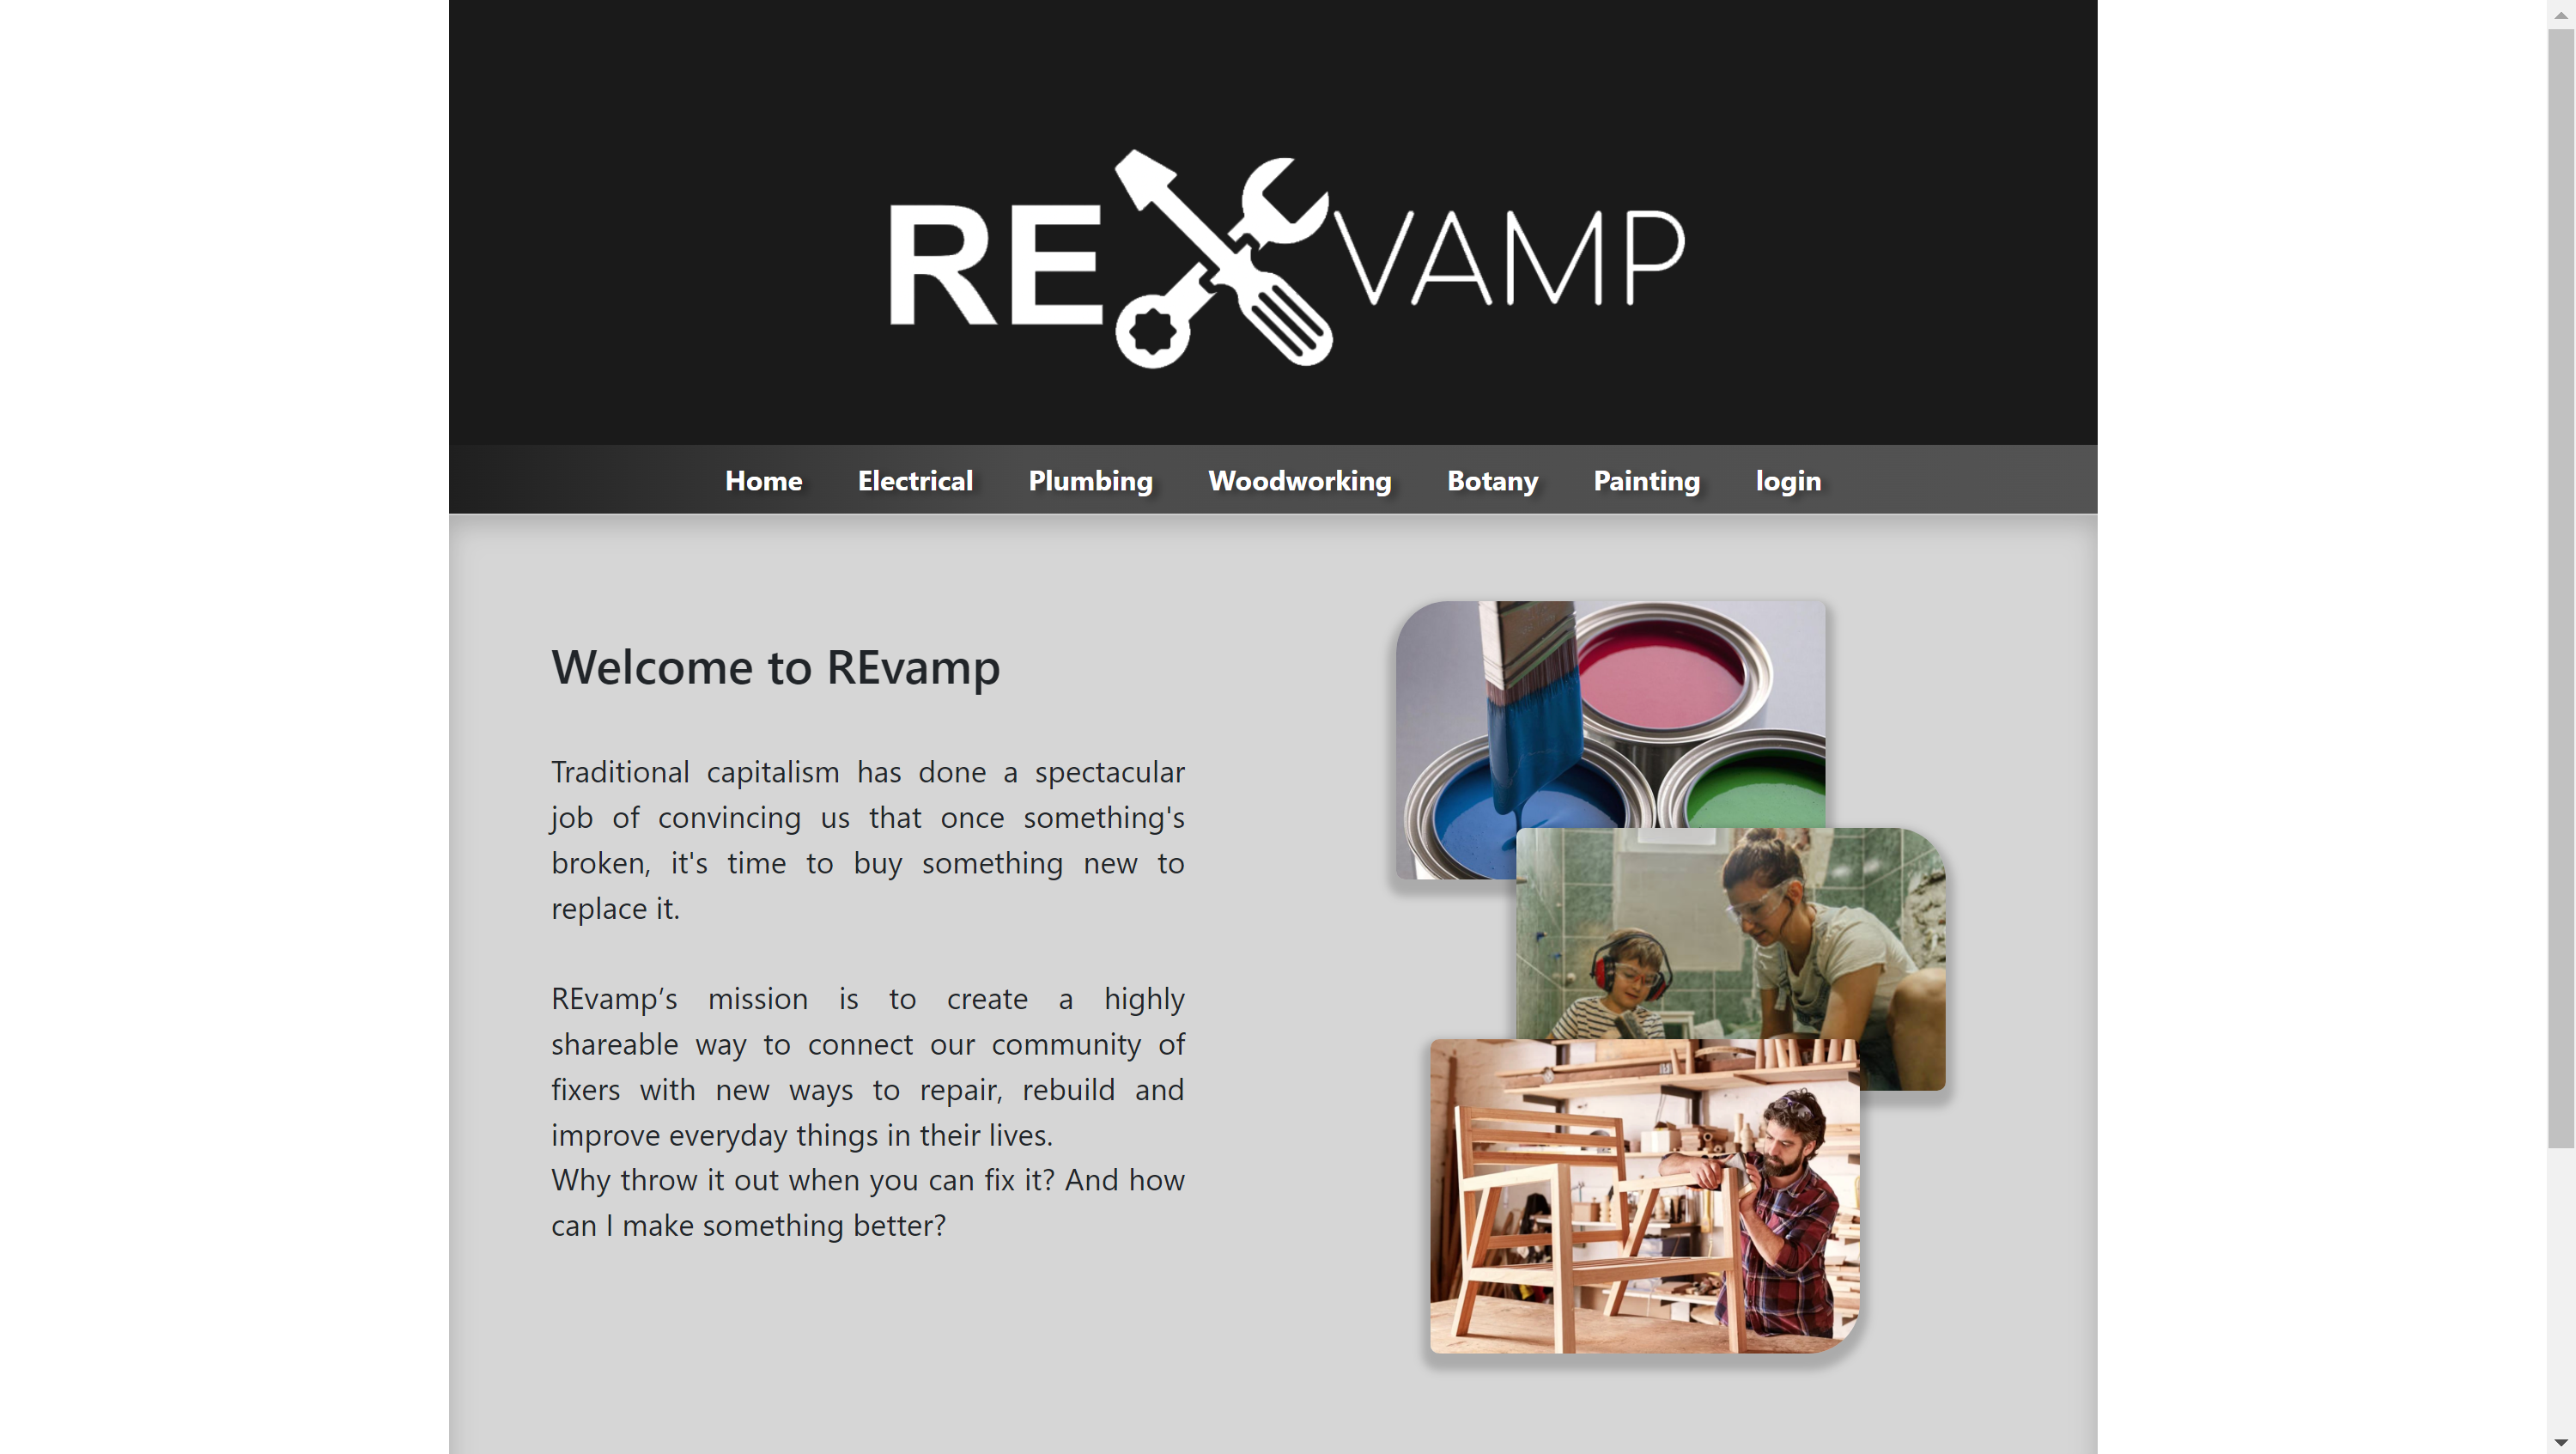 RE VAMP
Home Electrical Plumbing Woodworking Botany Painting login
Welcome to REvamp
Traditional capitalism has done a spectacular
job of convincing us that once something's
broken, it's time to buy something new to
replace it.
REvamp’s mission is to create a highly
shareable way to connect our community of
fixers with new ways to repair, rebuild and
improve everyday things in their lives.
Why throw it out when you can fix it? And how
can I make something better?